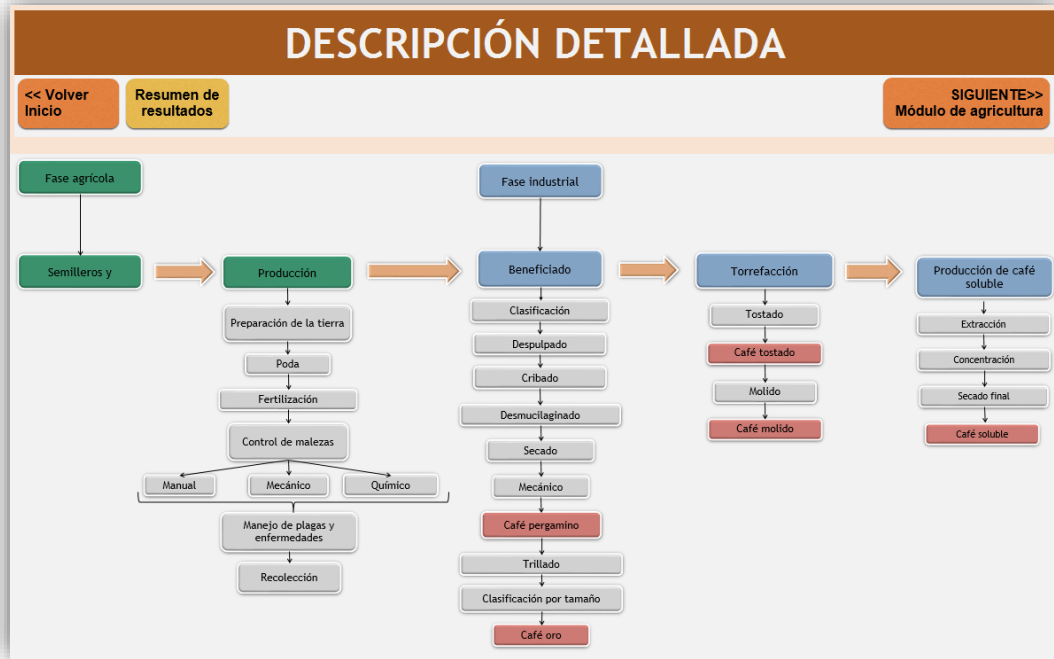 DESCRIPCIÓN DETALLADA
<< Volver
Inicio
Resumen de
resultados
SIGUIENTE>>
Módulo de agricultura
Fase agrícola
Fase industrial
Semilleros y
Producción
Beneficiado
Torrefacción
Producción de café
soluble
Preparación de la tierra
Poda
Fertilización
Control de malezas
Manual
Mecánico
Químico
Manejo de plagas y
enfermedades
Recolección
Clasificación
Despulpado
Cribado
Desmucilaginado
Secado
Mecánico
Café pergamino
Trillado
Clasificación por tamaño
Café oro
Tostado
Café tostado
Molido
Café molido
Extracción
Concentración
Secado final
Café soluble